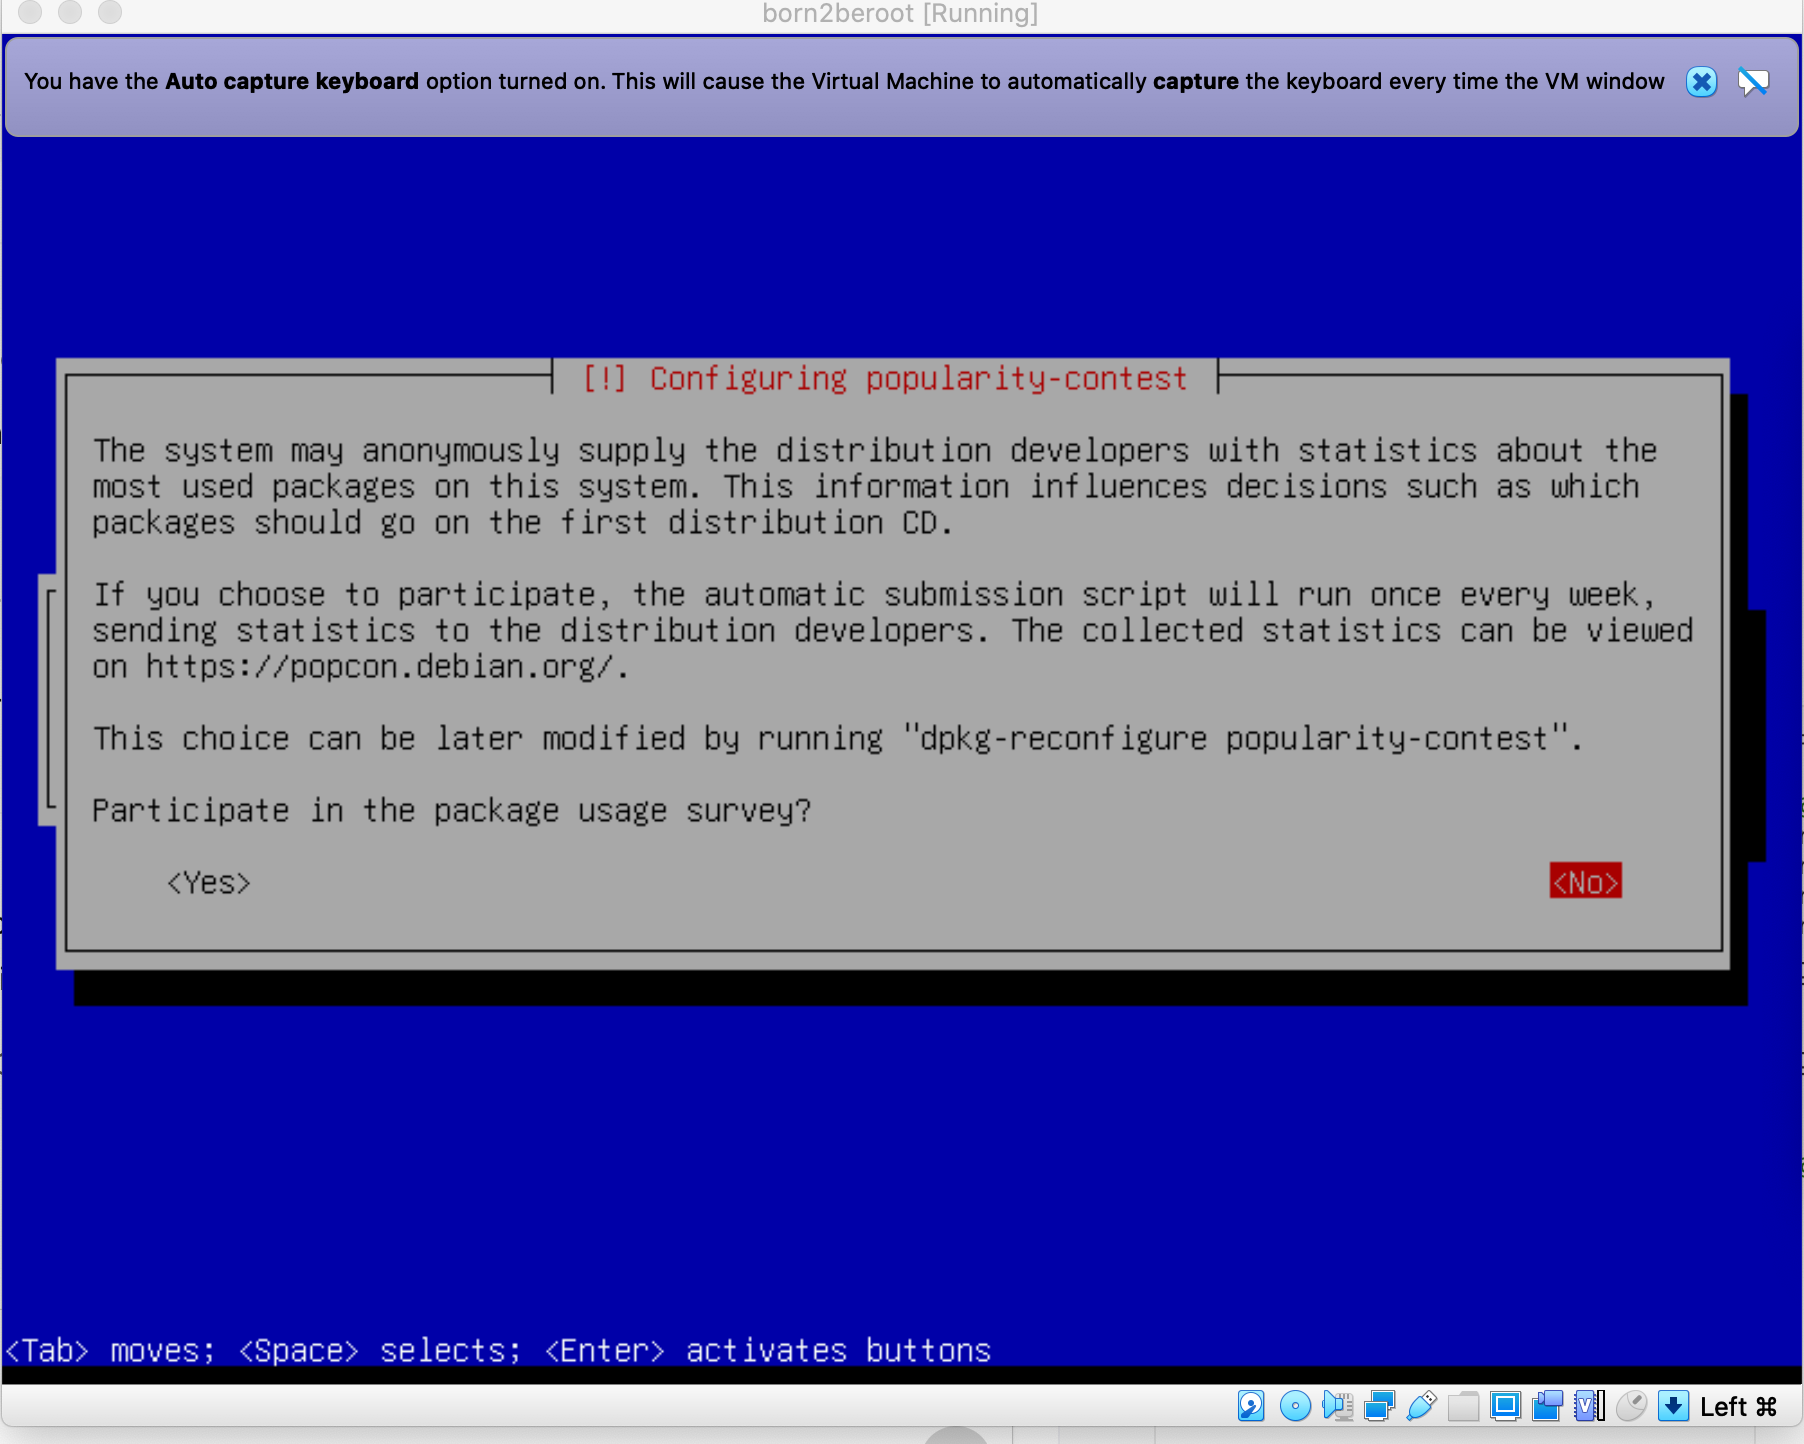 born2beroot [Running]
You have the Auto capture keyboard option turned on. This will cause the Virtual Machine to automatically capture the keyboard every time the VM window
[!] Configuring popularity-contest
The system may anonymously supply the distribution developers with statistics about the
most used packages on this system. This information influences decisions such as which
packages should go on the first distribution CD.
If you choose to participate, the automatic submission script will run once every week,
sending statistics to the distribution developers. The collected statistics can be viewed
on https://popcon.debian.org/.
This choice can be later modified by running "dpkg-reconfigure popularity-contest".
Participate in the package usage survey?
<Yes> <No>
<Tab> moves; <Space> selects; <Enter> activates buttons
Left ⌘